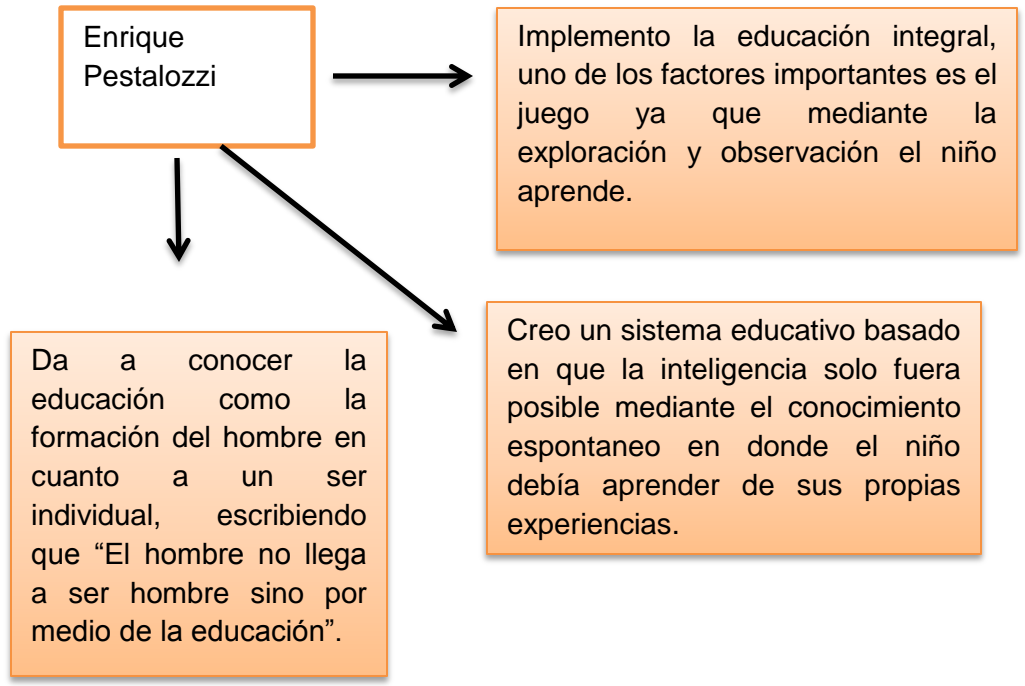 Enrique
Pestalozzi
Implemento la educación integral,
uno de los factores importantes es el
juego ya que mediante la
exploración y observación el niño
aprende.
Da a conocer la
educación como la
formación del hombre en
cuanto a un ser
individual, escribiendo
que “El hombre no llega
a ser hombre sino por
medio de la educación”.
Creo un sistema educativo basado
en que la inteligencia solo fuera
posible mediante el conocimiento
espontaneo en donde el niño
debía aprender de sus propias
experiencias.